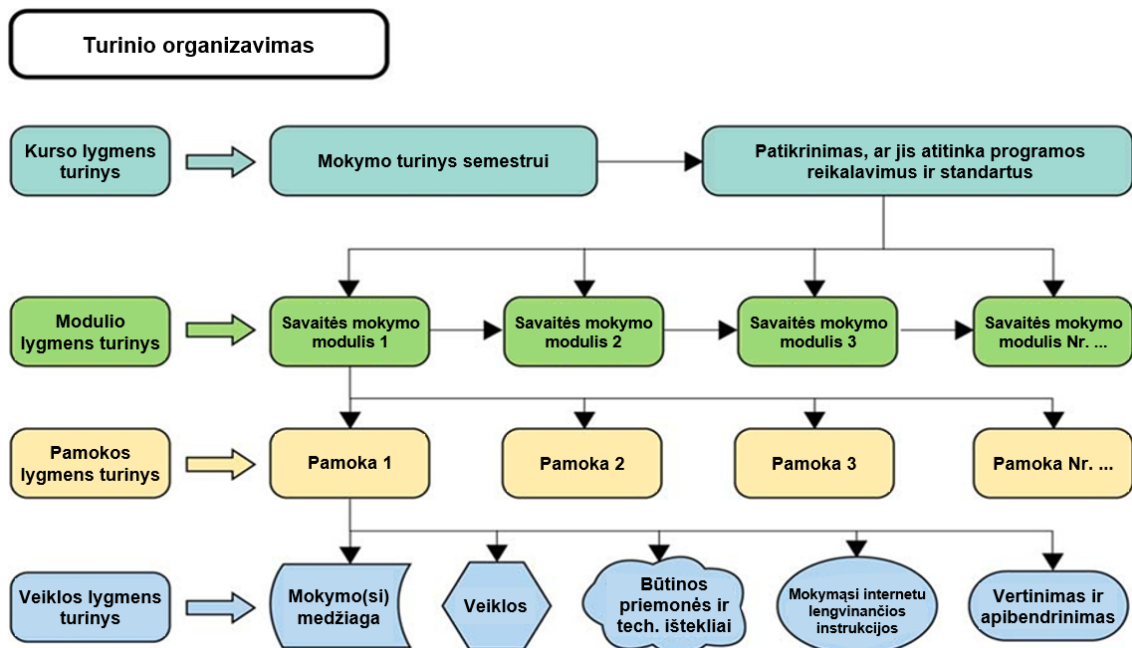 Turinio organizavimas
Kurso lygmens
turinys
Mokymo turinys semestrui
Patikrinimas, ar jis atitinka programos
reikalavimus ir standartus
Modulio
lygmens turinys
Savaitės mokymo
modulis 1
Savaitės mokymo
modulis 2
Savaitės mokymo
modulis 3
Savaitės mokymo
modulis Nr. ...
Pamokos
lygmens turinys
Pamoka 1
Pamoka 2
Pamoka 3
Pamoka Nr. ...
Veiklos lygmens
turinys
Mokymo(si)
medžiaga
Veiklos
Būtinos
priemonės ir
tech. ištekliai
Mokymąsi internetu
lengvinančios
instrukcijos
Vertinimas ir
apibendrinimas